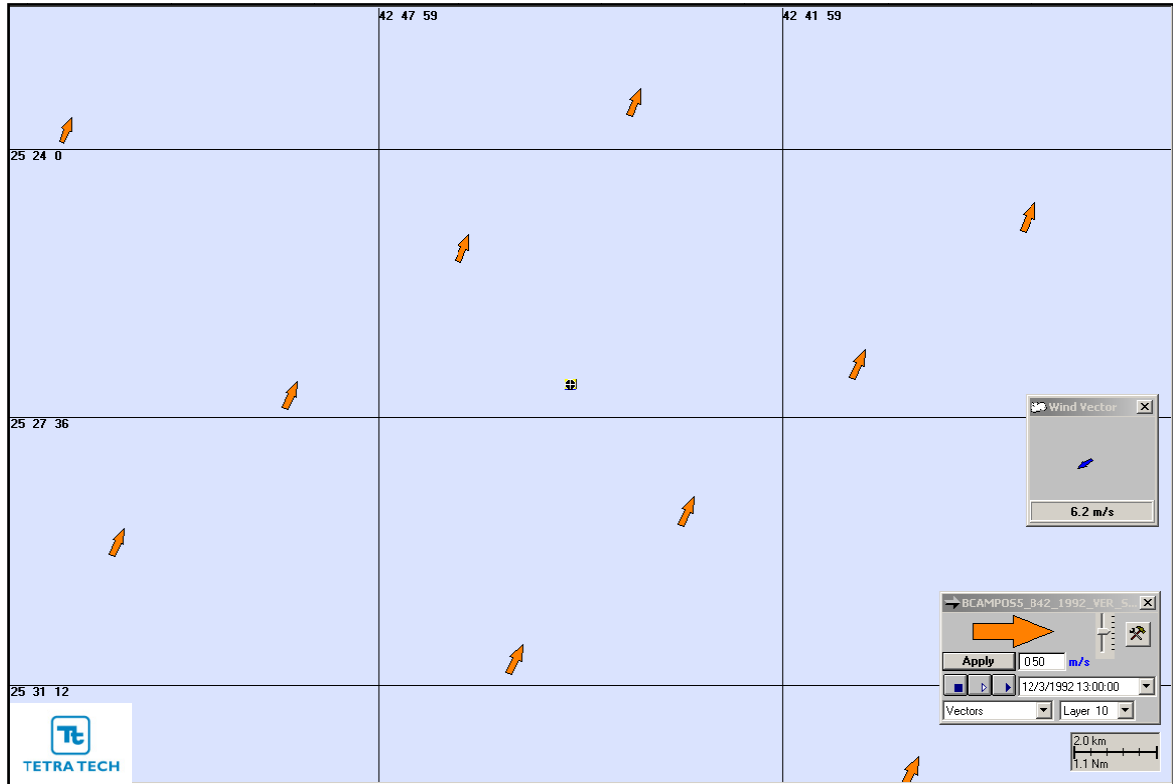 42 47 59
42 41 59
25 24 0
25 27 36
Wind Vector
6.2 m/s
BCAMPOS5_B42_1992_VER_S...
Apply
0.50
m/s
12/3/1992 13:00:00
Vectors
Layer 10
25 31 12
2.0 km
1.1 Nm
Tt
TETRA TECH